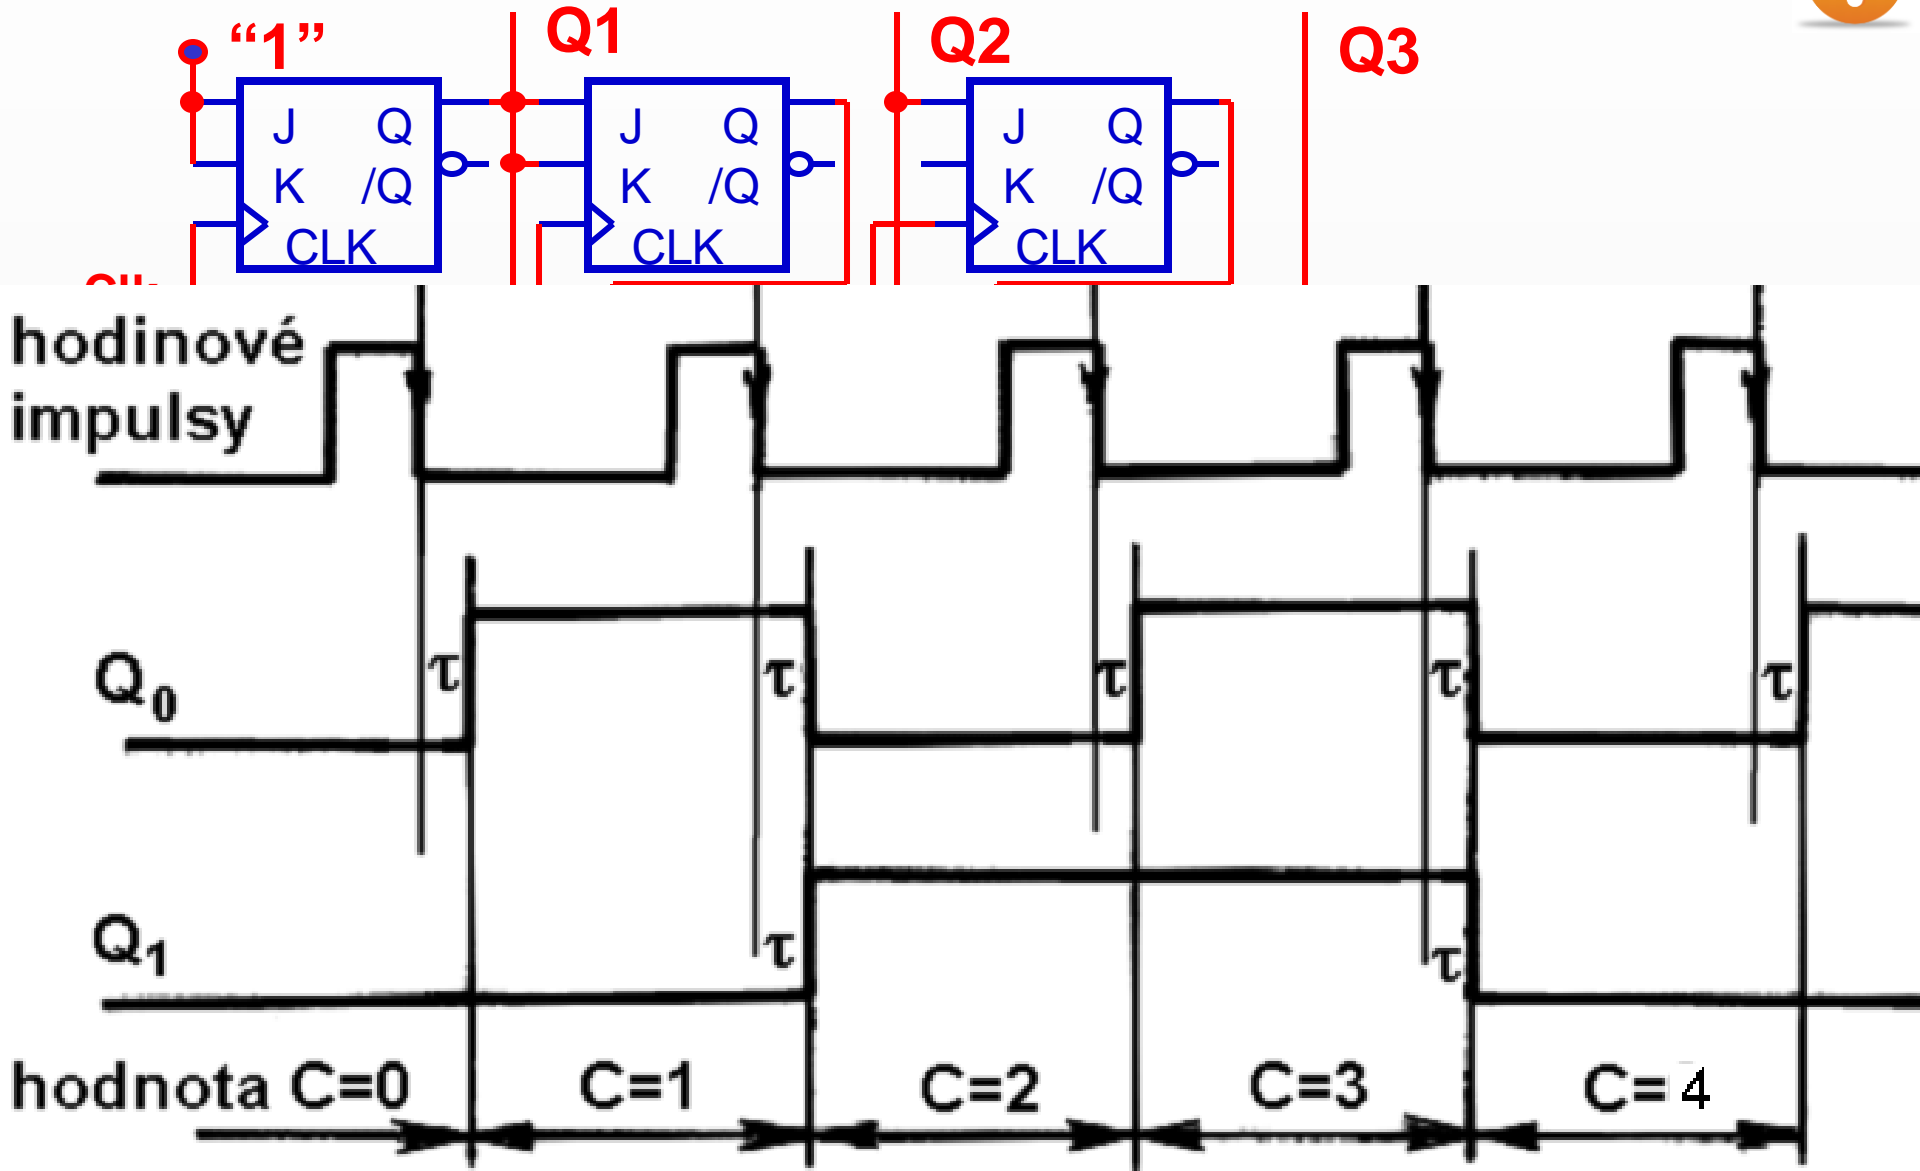 “1” Q1 Q2 Q3
J Q J Q J Q
K /Q K /Q K /Q
CLK CLK CLK
hodinové
impulsy
τ τ τ τ τ
Q0
Q1
τ τ
hodnota C=0 C=1 C=2 C=3 C= 4